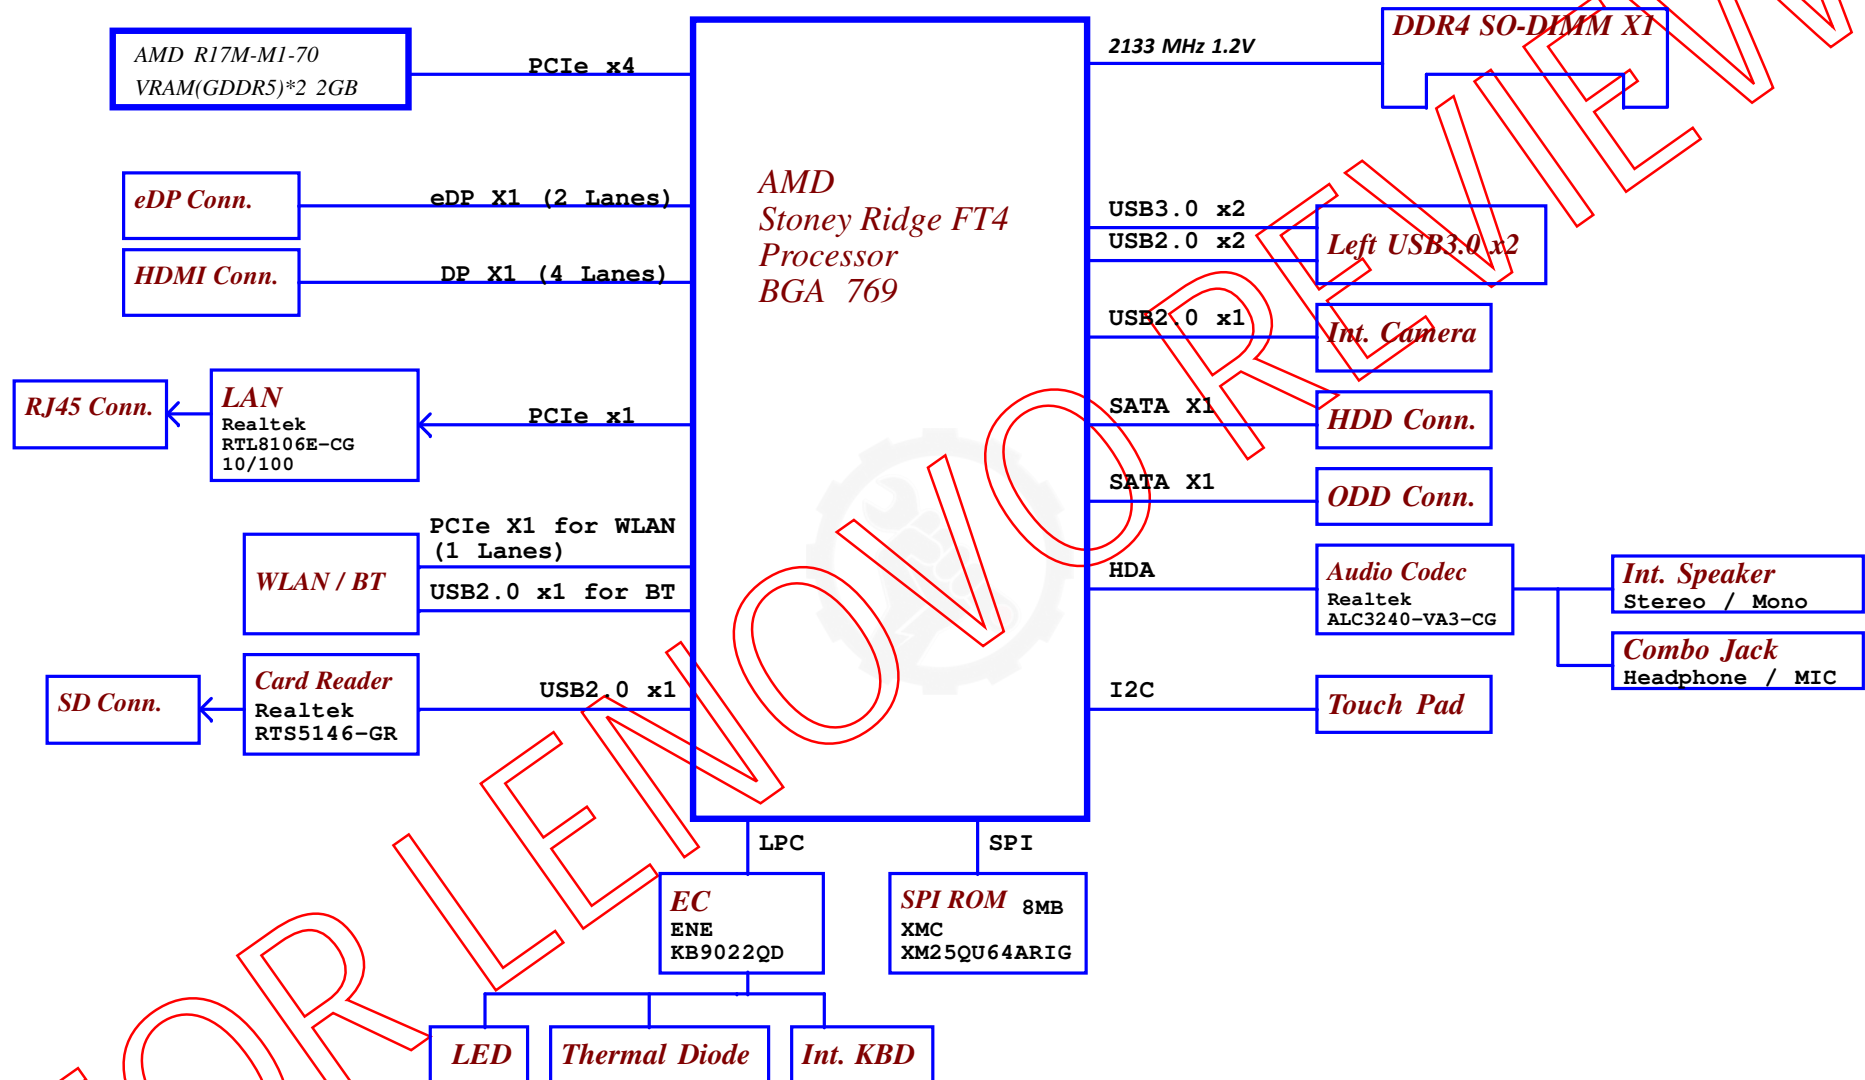 AMD R17M-M1-70
VRAM(GDDR5)*2 2GB
PCIe x4
2133 MHz 1.2V
DDR4 SO-DIMM X1
eDP Conn.
eDP X1 (2 Lanes)
HDMI Conn.
DP X1 (4 Lanes)
AMD
Stoney Ridge FT4
Processor
BGA 769
USB3.0 x2
USB2.0 x2
Left USB3.0 x2
USB2.0 x1
Int. Camera
RJ45 Conn.
LAN
Realtek
RTL8106E-CG
10/100
PCIe x1
SATA X1
HDD Conn.
SATA X1
ODD Conn.
WLAN / BT
PCIe X1 for WLAN
(1 Lanes)
USB2.0 x1 for BT
HDA
Audio Codec
Realtek
ALC3240-VA3-CG
Int. Speaker
Stereo / Mono
Combo Jack
Headphone / MIC
SD Conn.
Card Reader
Realtek
RTS5146-GR
USB2.0 x1
I2C
Touch Pad
LPC
SPI
EC
ENE
KB9022QD
SPI ROM 8MB
XMC
XM25QU64ARIG
LED
Thermal Diode
Int. KBD
FOR LENOVO REVIEW